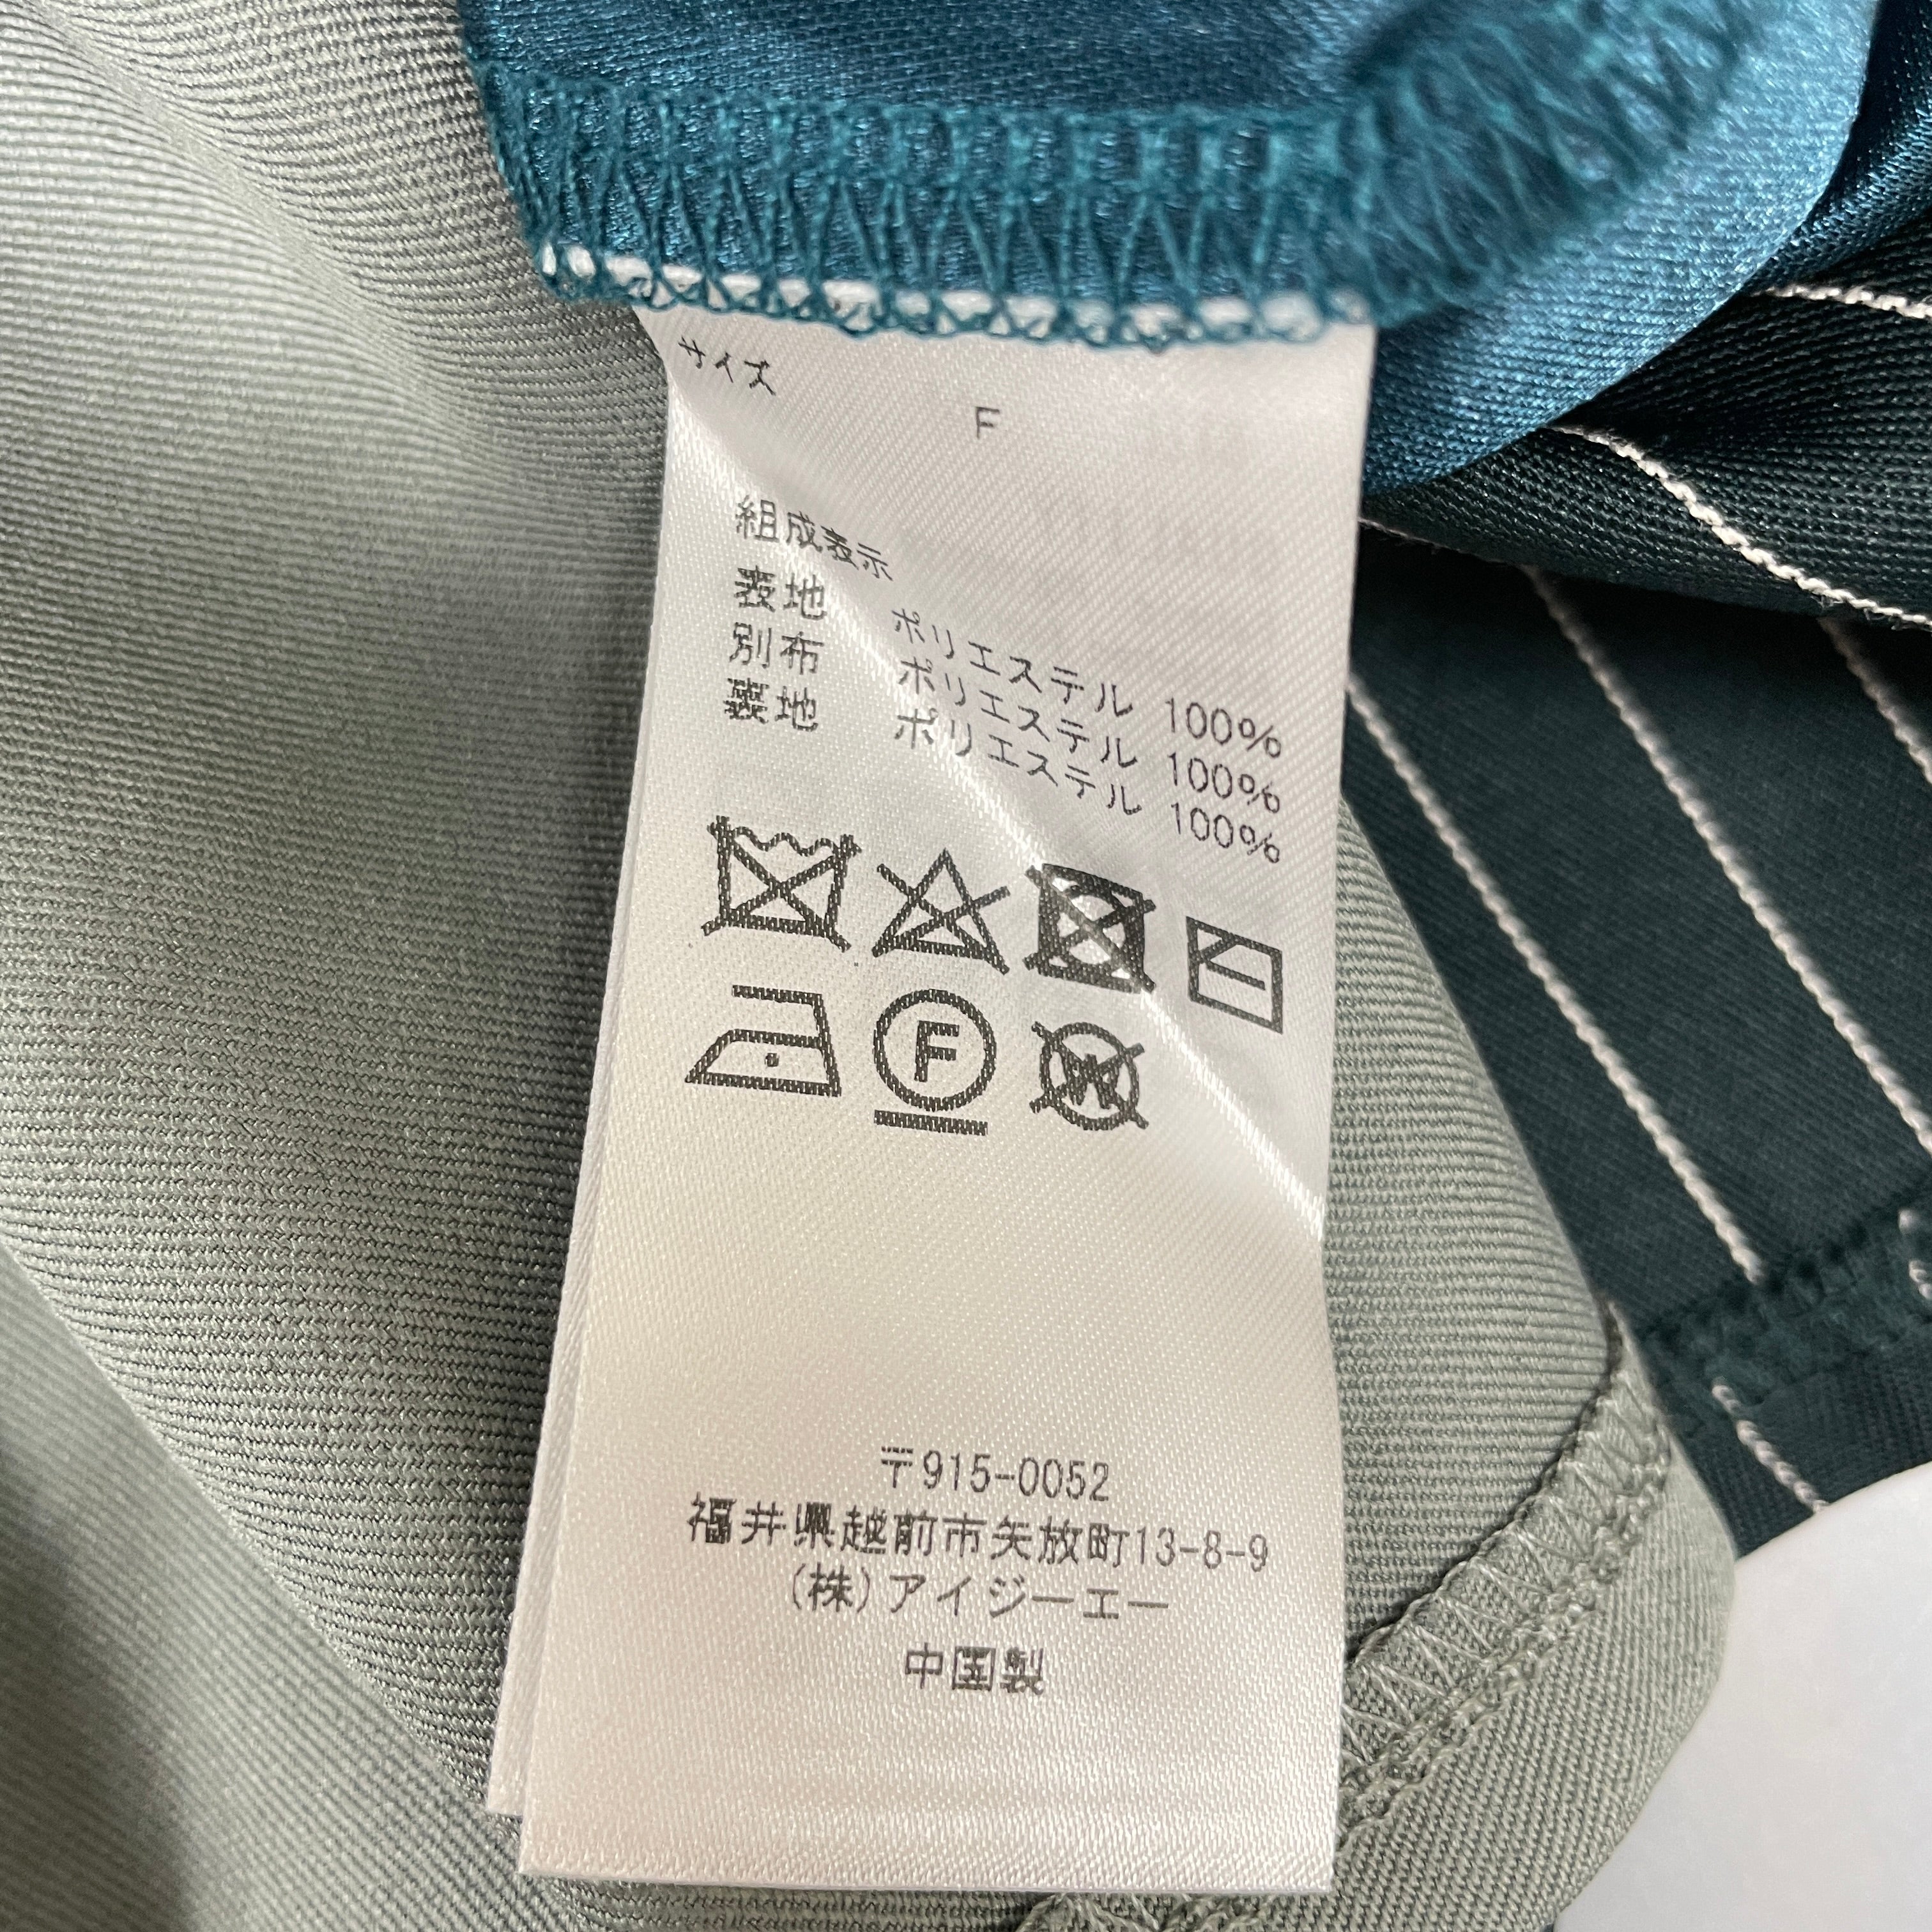 サイズ
F
組成表示
表地 ポリエステル 100%
別布 ポリエステル 100%
裏地 ポリエステル 100%
F
W
〒915-0052
福井県越前市矢放町13-8-9
(株)アイジーエー
中国製